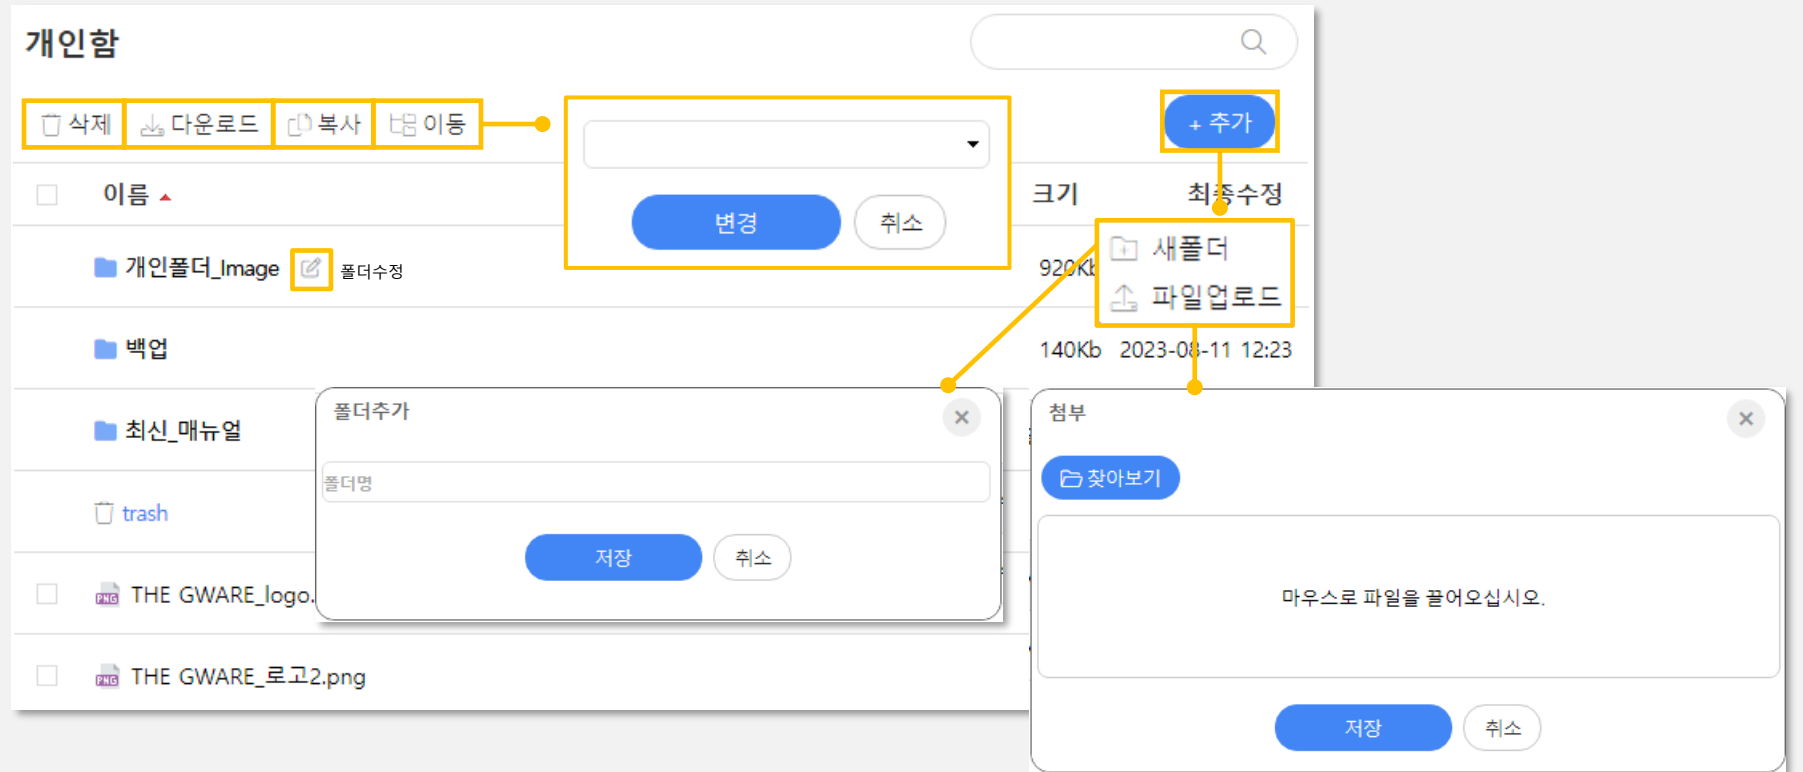 개인함
삭제 다운로드 복사 이동
+ 추가
변경 취소
이름 크기 최종수정
개인폴더_Image 폴더수정 920Kb
새폴더
파일업로드
백업 140Kb 2023-08-11 12:23
최신_매뉴얼
trash
THE GWARE_logo.
THE GWARE_로고2.png
폴더추가
폴더명
저장 취소
첨부
찾아보기
마우스로 파일을 끌어오십시오.
저장 취소